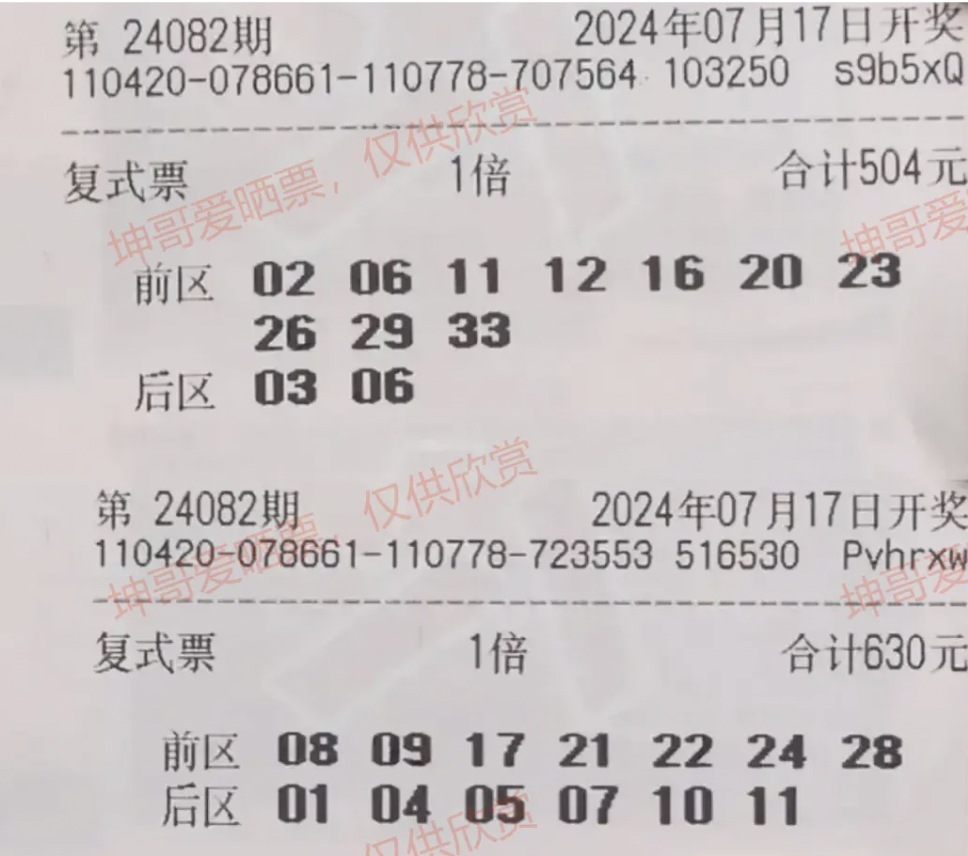 第 24082期 2024年07月17日开奖
110420-078661-110778-707564 103250 s9b5xQ
复式票 1倍 合计504元
坤哥爱晒票，仅供欣赏
坤哥爱
前区 02 06 11 12 16 20 23
26 29 33
后区 03 06
第 24082期 2024年07月17日开奖
110420-078661-110778-723553 516530 Pvhrxw
坤哥爱晒票，仅供欣赏
坤哥爱
复式票 1倍 合计630元
前区 08 09 17 21 22 24 28
后区 01 04 05 07 10 11
仅供欣赏